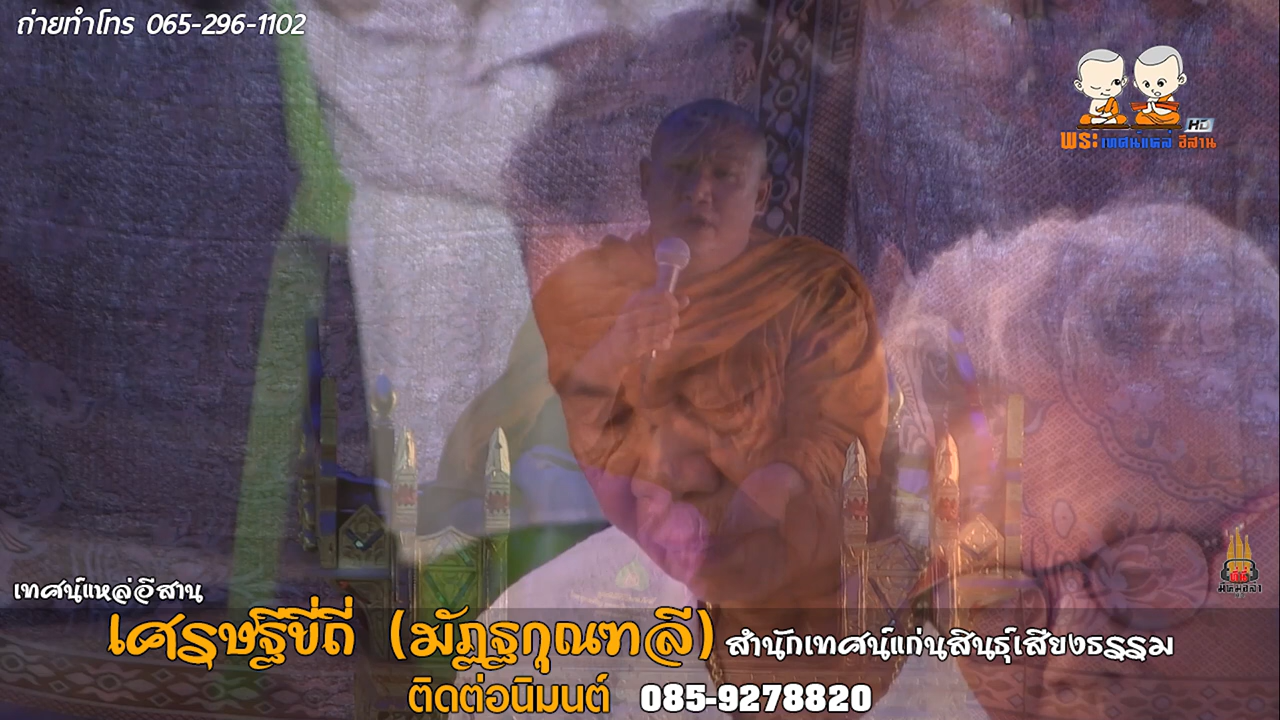 ถ่ายทำโทร 065-296-1102
HD
พระเทศน์แหล่ อีสาน
เทศน์แหล่อีสาน
เศรษฐีขี้ถี่ (มัฏฐกุณฑลี) สำนักเทศน์แก่นสินธุ์เสียงธรรม
ติดต่อนิมนต์ 085-9278820